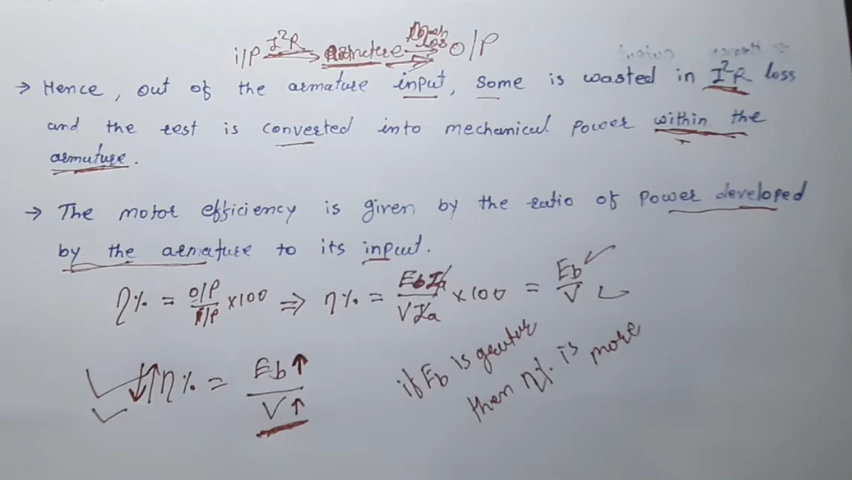 i/P I²R armature Mech loss O/P
→ Hence, out of the armature input, some is wasted in I²R loss
and the rest is converted into mechanical power within the
armature.
→ The motor efficiency is given by the ratio of power developed
by the armature to its input.
η% = O/P / I/P × 100 ⇒ η% = EbIa / VIa × 100 = Eb / V
↓↑ η% = Eb↑ / V↑
if Eb is greater
then η% is more